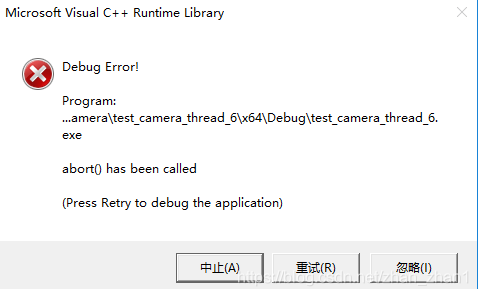 Microsoft Visual C++ Runtime Library
Debug Error!
Program:
...amera\test_camera_thread_6\x64\Debug\test_camera_thread_6.
exe
abort() has been called
(Press Retry to debug the application)
中止(A)
重试(R)
忽略(I)
https://blog.csdn.net/zhan_zhan1